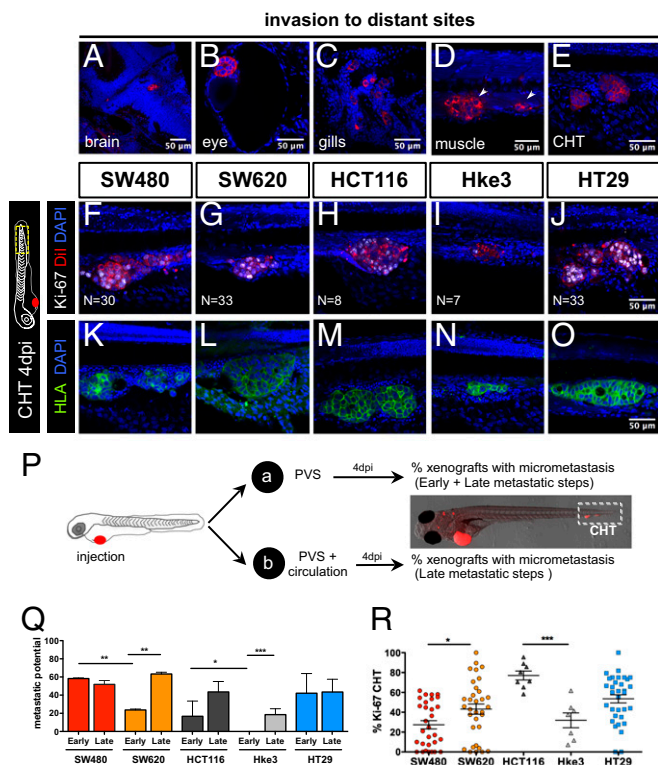 invasion to distant sites
A B C D E
brain eye gills muscle CHT
50 µm 50 µm 50 µm 50 µm 50 µm
SW480 SW620 HCT116 Hke3 HT29
CHT 4dpi
Ki-67 DiI DAPI
F G H I J
N=30 N=33 N=8 N=7 N=33
50 µm
HLA DAPI
K L M N O
50 µm
P
injection
a PVS 4dpi % xenografts with micrometastasis
(Early + Late metastatic steps)
CHT
b PVS + circulation 4dpi % xenografts with micrometastasis
(Late metastatic steps )
Q
metastatic potential
100
80
60
40
20
0
** ** * ***
Early Late Early Late Early Late Early Late Early Late
SW480 SW620 HCT116 Hke3 HT29
R
% Ki-67 CHT
100
80
60
40
20
0
* ***
SW480 SW620 HCT116 Hke3 HT29